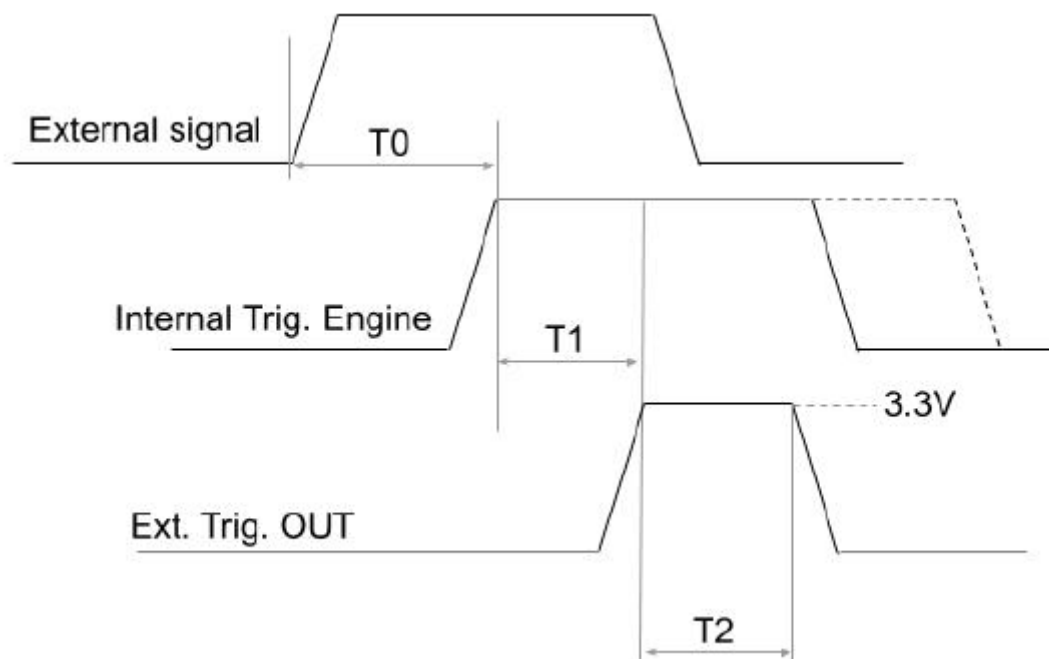 External signal
T0
Internal Trig. Engine
T1
3.3V
Ext. Trig. OUT
T2